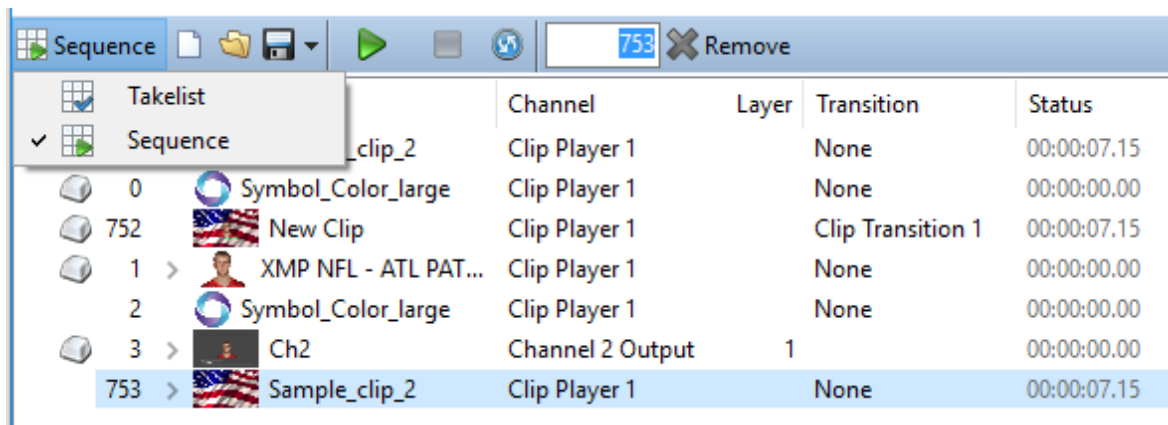 Sequence 753 Remove
Takelist
Channel Layer Transition Status
Sequence
_clip_2 Clip Player 1 None 00:00:07.15
0 Symbol_Color_large Clip Player 1 None 00:00:00.00
752 New Clip Clip Player 1 Clip Transition 1 00:00:07.15
1 > XMP NFL - ATL PAT... Clip Player 1 None 00:00:00.00
2 Symbol_Color_large Clip Player 1 None 00:00:00.00
3 > Ch2 Channel 2 Output 1 00:00:00.00
753 > Sample_clip_2 Clip Player 1 None 00:00:07.15